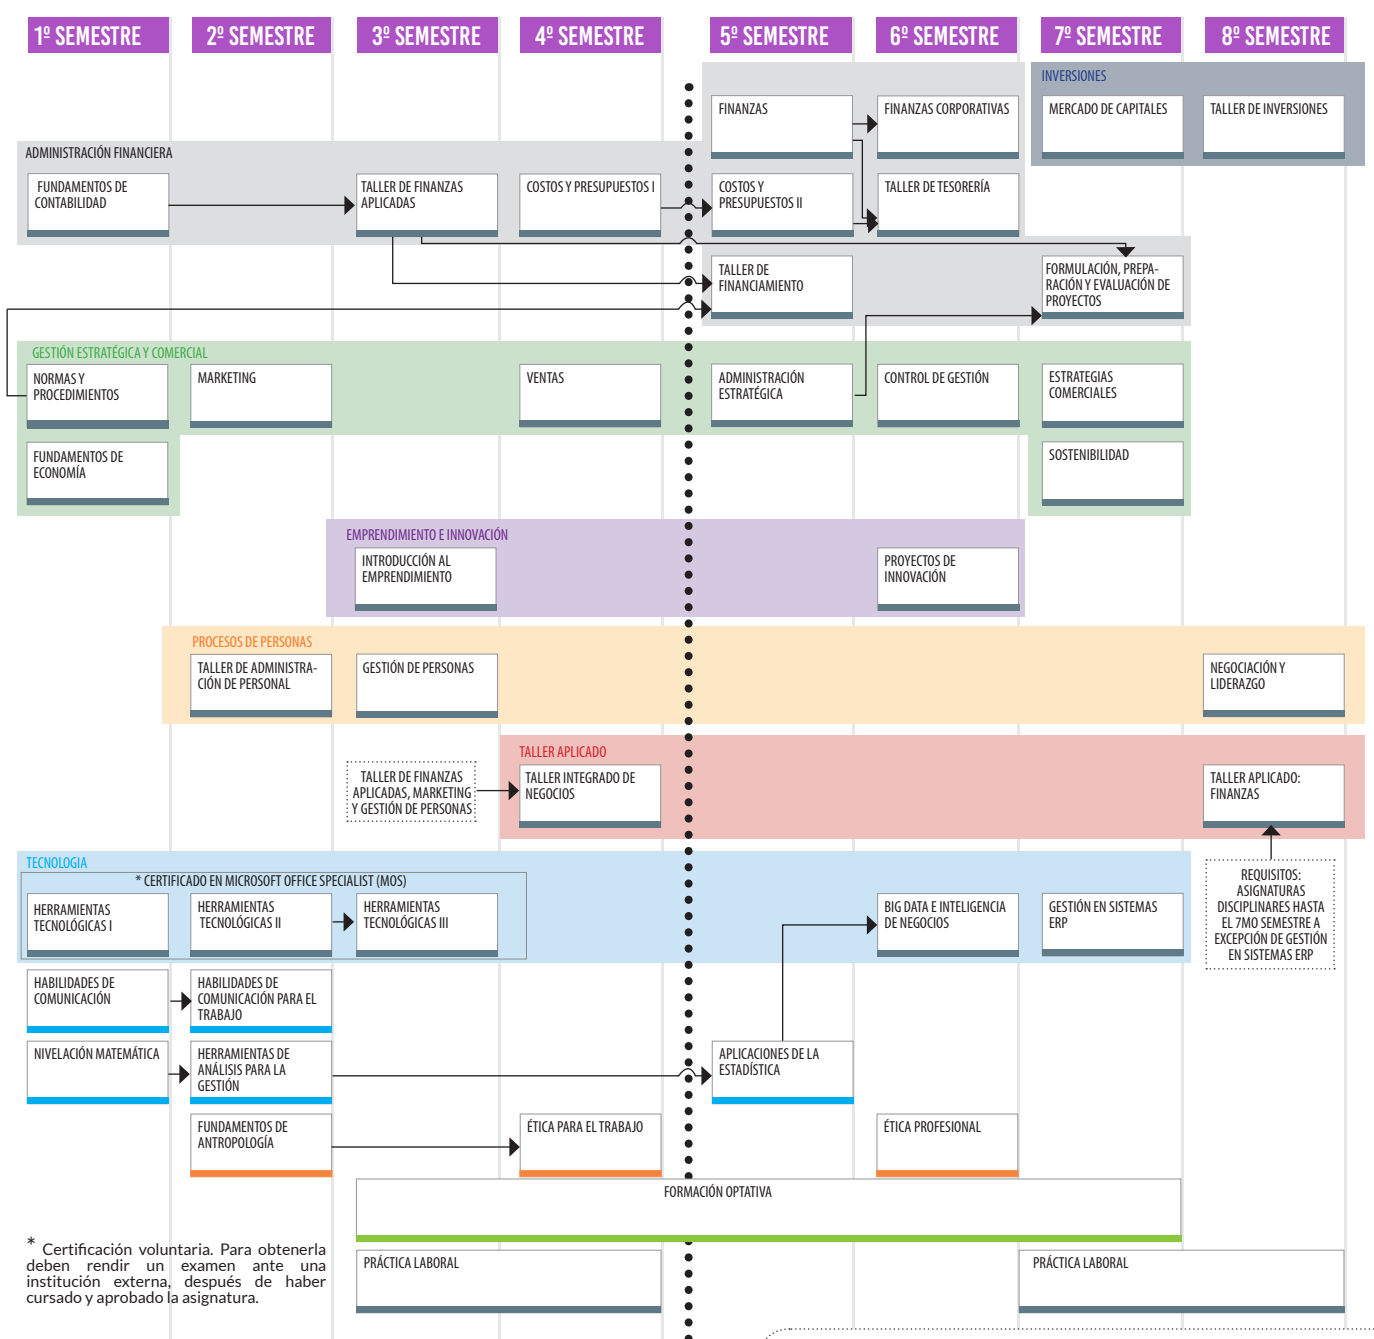 1º SEMESTRE
2º SEMESTRE
3º SEMESTRE
4º SEMESTRE
5º SEMESTRE
6º SEMESTRE
7º SEMESTRE
8º SEMESTRE
INVERSIONES
FINANZAS
FINANZAS CORPORATIVAS
MERCADO DE CAPITALES
TALLER DE INVERSIONES
ADMINISTRACIÓN FINANCIERA
FUNDAMENTOS DE
CONTABILIDAD
TALLER DE FINANZAS
APLICADAS
COSTOS Y PRESUPUESTOS I
COSTOS Y
PRESUPUESTOS II
TALLER DE TESORERÍA
TALLER DE
FINANCIAMIENTO
FORMULACIÓN, PREPA-
RACIÓN Y EVALUACIÓN DE
PROYECTOS
GESTIÓN ESTRATÉGICA Y COMERCIAL
NORMAS Y
PROCEDIMIENTOS
MARKETING
VENTAS
ADMINISTRACIÓN
ESTRATÉGICA
CONTROL DE GESTIÓN
ESTRATEGIAS
COMERCIALES
FUNDAMENTOS DE
ECONOMÍA
SOSTENIBILIDAD
EMPRENDIMIENTO E INNOVACIÓN
INTRODUCCIÓN AL
EMPRENDIMIENTO
PROYECTOS DE
INNOVACIÓN
PROCESOS DE PERSONAS
TALLER DE ADMINISTRA-
CIÓN DE PERSONAL
GESTIÓN DE PERSONAS
NEGOCIACIÓN Y
LIDERAZGO
TALLER APLICADO
TALLER DE FINANZAS
APLICADAS, MARKETING
Y GESTIÓN DE PERSONAS
TALLER INTEGRADO DE
NEGOCIOS
TALLER APLICADO:
FINANZAS
TECNOLOGIA
* CERTIFICADO EN MICROSOFT OFFICE SPECIALIST (MOS)
HERRAMIENTAS
TECNOLÓGICAS I
HERRAMIENTAS
TECNOLÓGICAS II
HERRAMIENTAS
TECNOLÓGICAS III
BIG DATA E INTELIGENCIA
DE NEGOCIOS
GESTIÓN EN SISTEMAS
ERP
REQUISITOS:
ASIGNATURAS
DISCIPLINARES HASTA
EL 7MO SEMESTRE A
EXCEPCIÓN DE GESTIÓN
EN SISTEMAS ERP
HABILIDADES DE
COMUNICACIÓN
HABILIDADES DE
COMUNICACIÓN PARA EL
TRABAJO
NIVELACIÓN MATEMÁTICA
HERRAMIENTAS DE
ANÁLISIS PARA LA
GESTIÓN
APLICACIONES DE LA
ESTADÍSTICA
FUNDAMENTOS DE
ANTROPOLOGÍA
ÉTICA PARA EL TRABAJO
ÉTICA PROFESIONAL
FORMACIÓN OPTATIVA
PRÁCTICA LABORAL
PRÁCTICA LABORAL
* Certificación voluntaria. Para obtenerla
deben rendir un examen ante una
institución externa, después de haber
cursado y aprobado la asignatura.